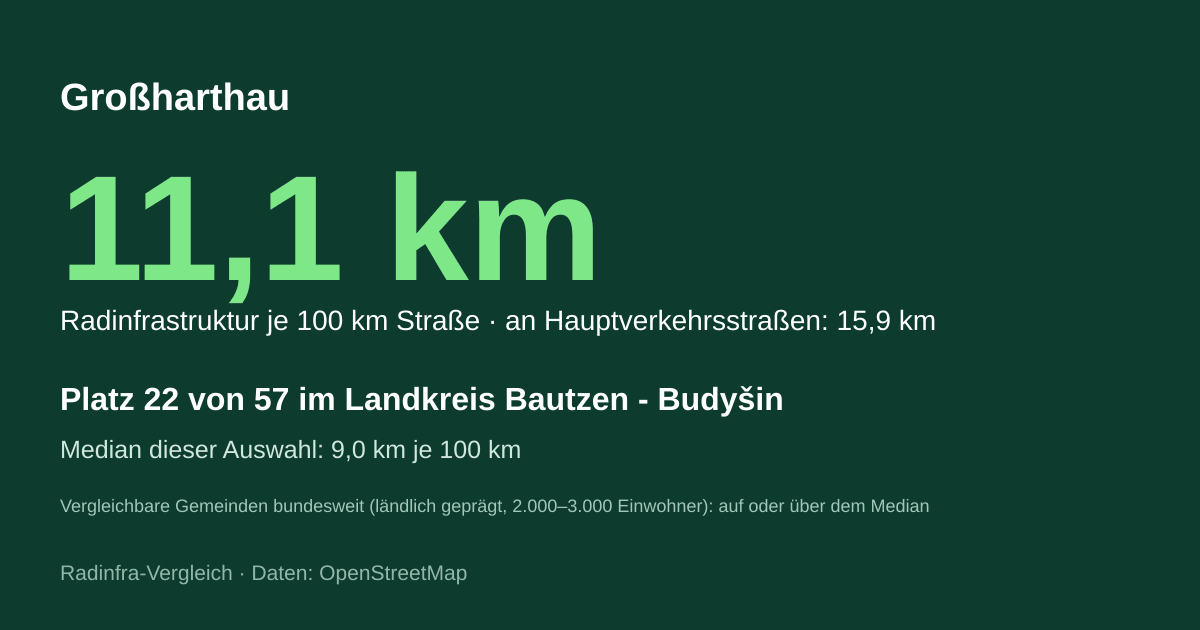 Großharthau
11,1 km
Radinfrastruktur je 100 km Straße · an Hauptverkehrsstraßen: 15,9 km
Platz 22 von 57 im Landkreis Bautzen - Budyšin
Median dieser Auswahl: 9,0 km je 100 km
Vergleichbare Gemeinden bundesweit (ländlich geprägt, 2.000–3.000 Einwohner): auf oder über dem Median
Radinfra-Vergleich · Daten: OpenStreetMap